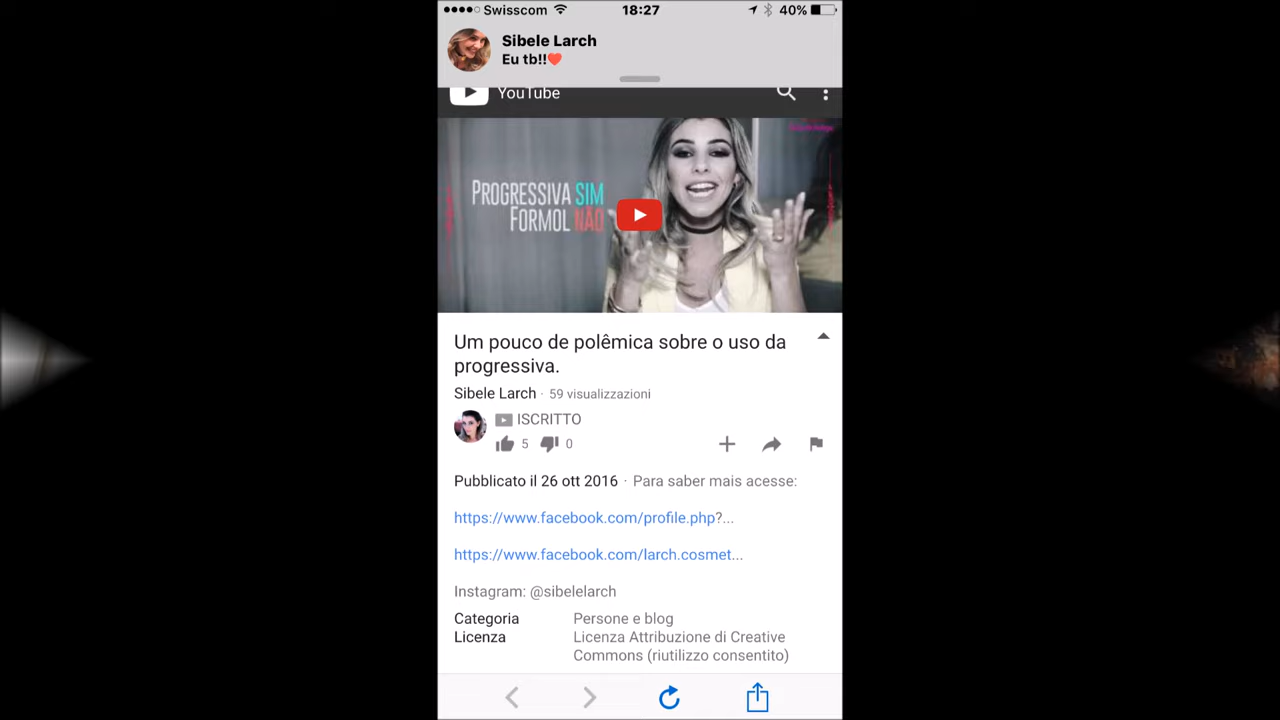 Swisscom
18:27
40%
Sibele Larch
Eu tb!!❤️
YouTube
PROGRESSIVA SIM
FORMOL NÃO
Um pouco de polêmica sobre o uso da
progressiva.
Sibele Larch · 59 visualizzazioni
ISCRITTO
5
0
Pubblicato il 26 ott 2016 · Para saber mais acesse:
https://www.facebook.com/profile.php?...
https://www.facebook.com/larch.cosmet...
Instagram: @sibelelarch
Categoria Persone e blog
Licenza Licenza Attribuzione di Creative
Commons (riutilizzo consentito)